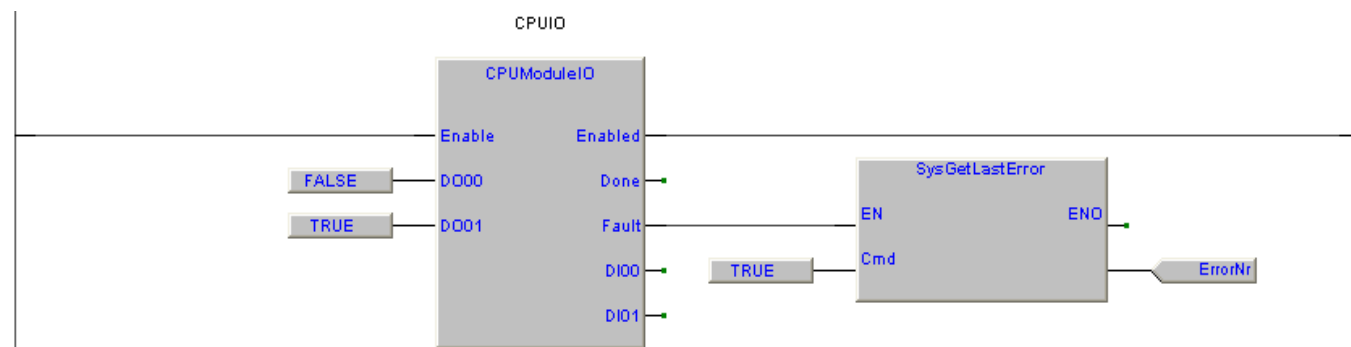 CPUIO
CPUModuleIO
Enable Enabled
SysGetLastError
FALSE DO00 Done
TRUE DO01 Fault EN ENO
DI00 TRUE Cmd ErrorNr
DI01